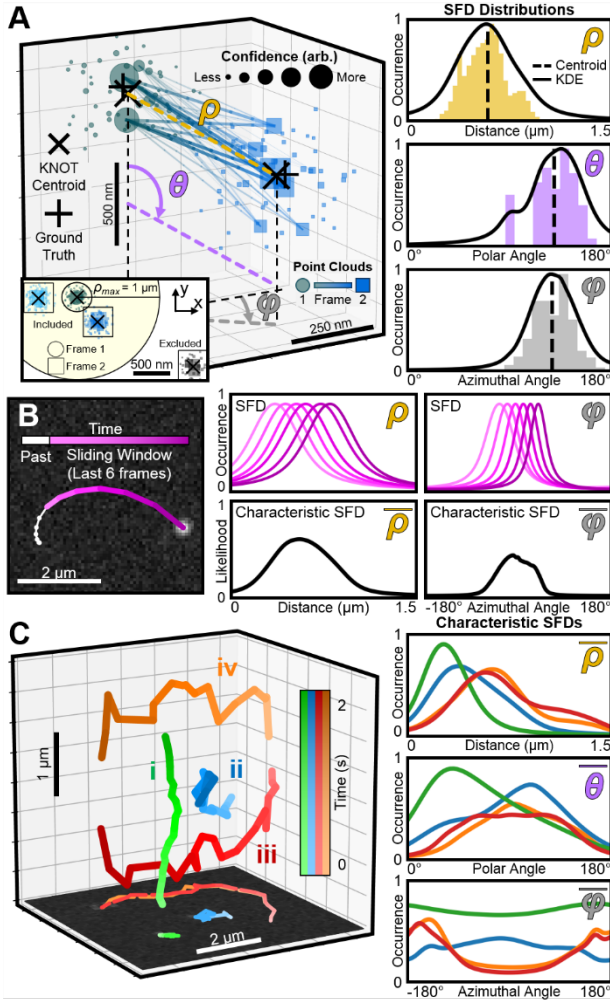 A
Confidence (arb.)
Less More
ρ
θ
φ
KNOT
Centroid
Ground
Truth
500 nm
Point Clouds
1 Frame 2
250 nm
ρmax = 1 μm
Included
Frame 1
Frame 2
500 nm
y
x
Excluded
SFD Distributions
1
Occurrence
0
ρ
Centroid
KDE
0 Distance (μm) 1.5
1
Occurrence
θ
0° Polar Angle 180°
1
Occurrence
φ
0
0° Azimuthal Angle 180°
B
Time
Past Sliding Window
(Last 6 frames)
2 μm
1
Occurrence
0
SFD
ρ
SFD
φ
1
Likelihood
0
Characteristic SFD
ρ
Characteristic SFD
φ
0 Distance (μm) 1.5
-180° Azimuthal Angle 180°
C
iv
i
ii
iii
1 μm
2
Time (s)
0
2 μm
Characteristic SFDs
1
Occurrence
0
ρ
0 Distance (μm) 1.5
1
Occurrence
θ
0° Polar Angle 180°
1
Occurrence
0
φ
-180° Azimuthal Angle 180°